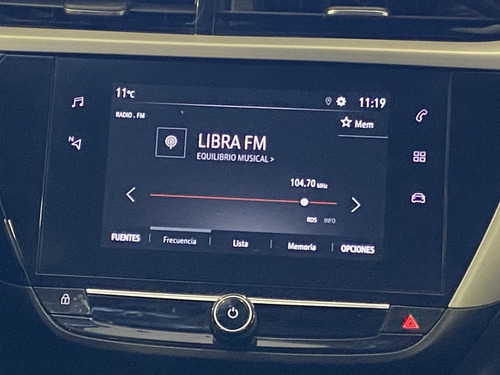 11°C 11:19
RADIO . FM
Mem
LIBRA FM
EQUILIBRIO MUSICAL >
104.70 MHz
RDS INFO
FUENTES Frecuencia Lista Memoria OPCIONES
N